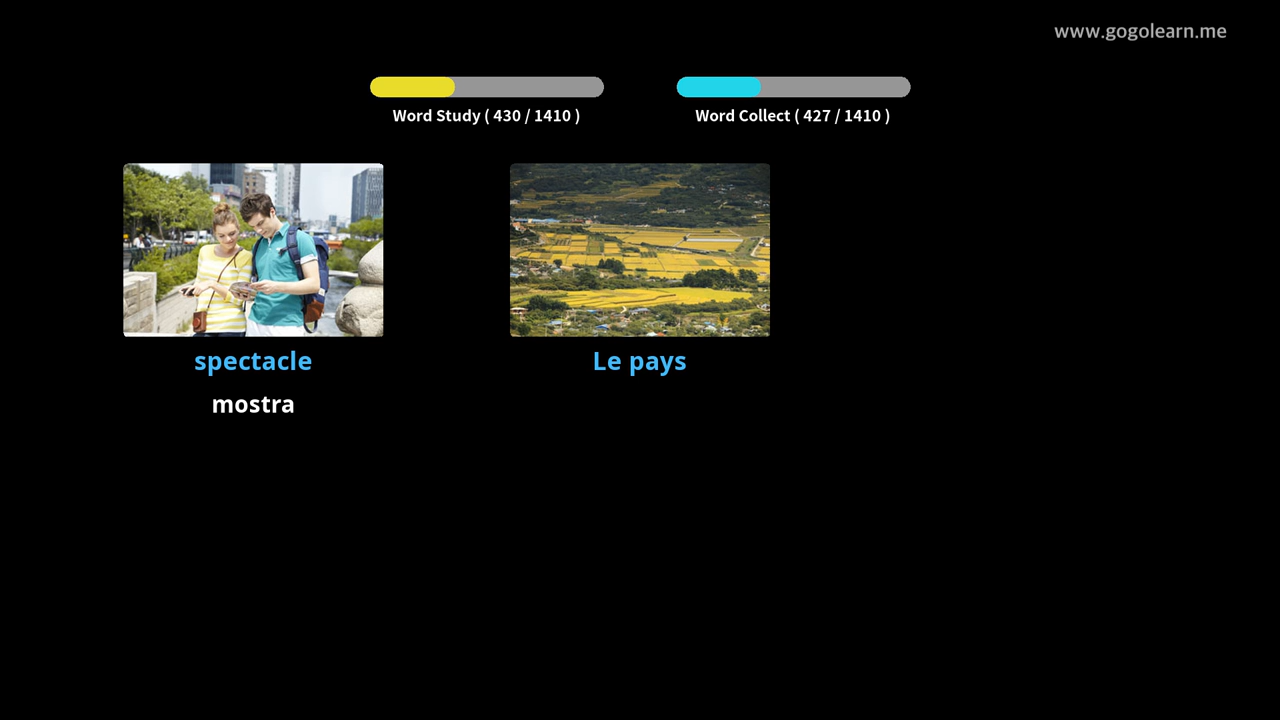 www.gogolearn.me
Word Study ( 430 / 1410 )
Word Collect ( 427 / 1410 )
spectacle
Le pays
mostra